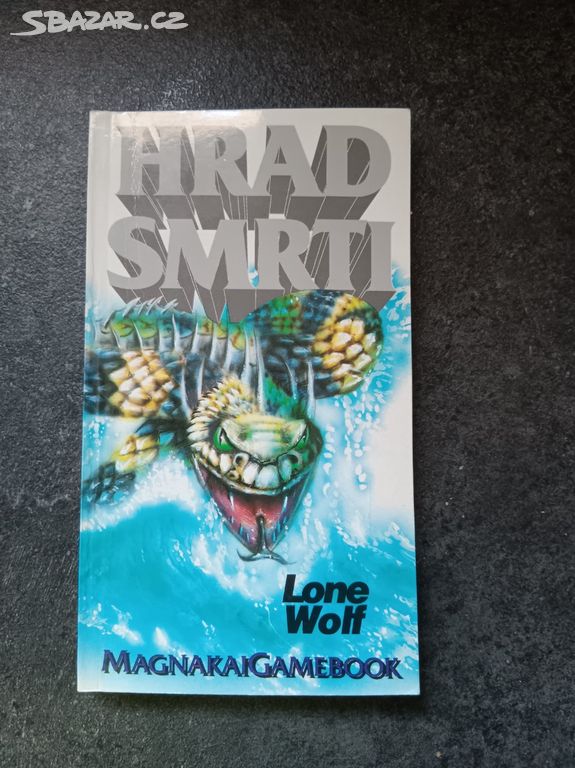 SBAZAR.CZ
HRAD
SMRTI
Lone
Wolf
MAGNAKAIGAMEBOOK